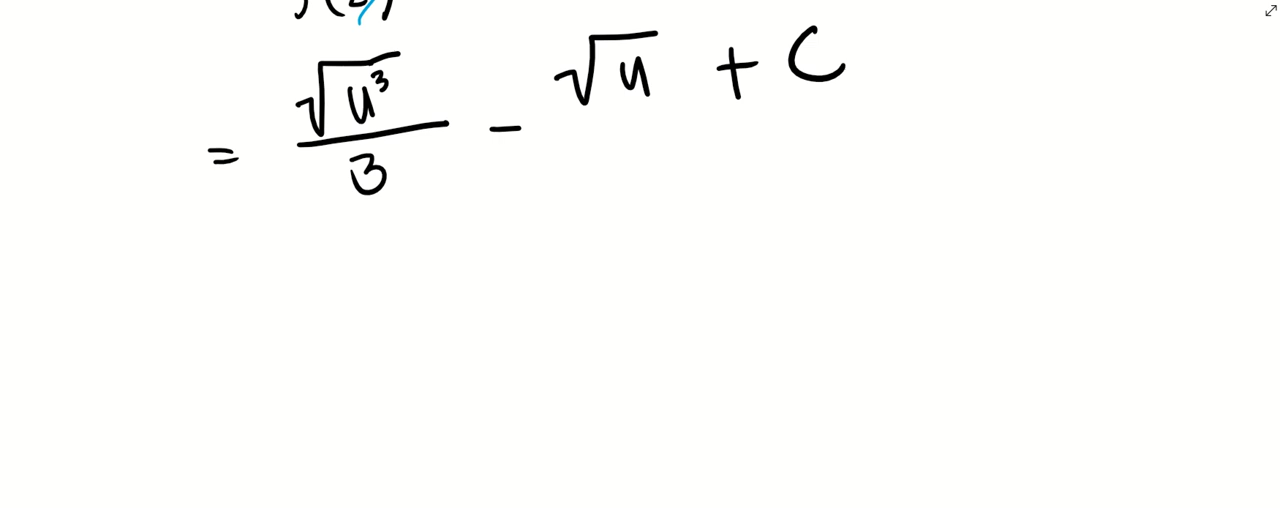 = √u³ / 3 - √u + C